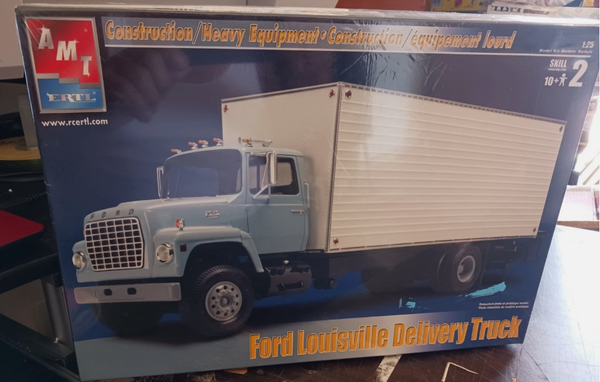 Construction/Heavy Equipment • Construction/équipement lourd
AMT
ERTL
www.rcertl.com
1:25
SKILL
2
10+
FORD
Ford Louisville Delivery Truck